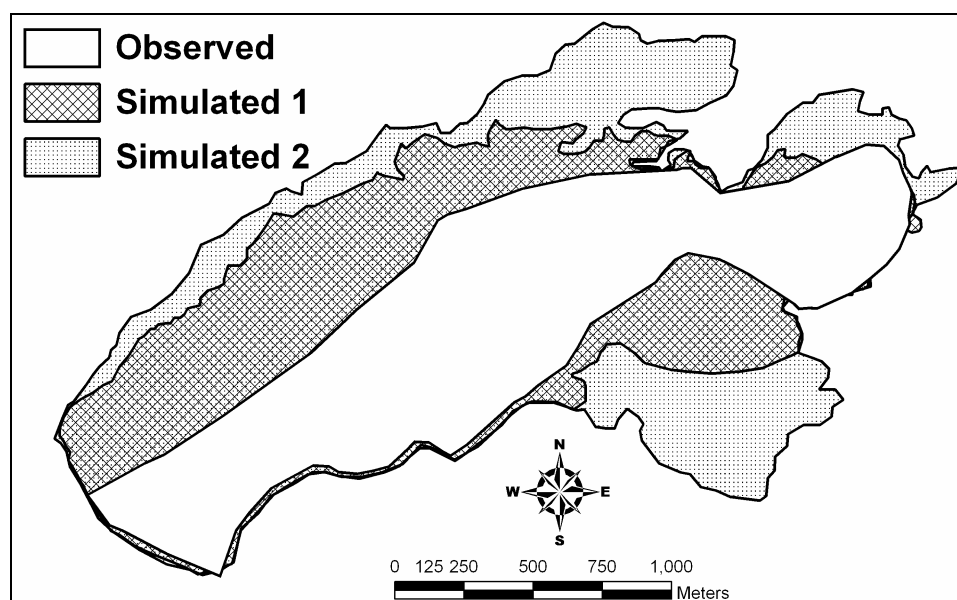 Observed
Simulated 1
Simulated 2
N
W E
S
0 125 250 500 750 1,000
Meters